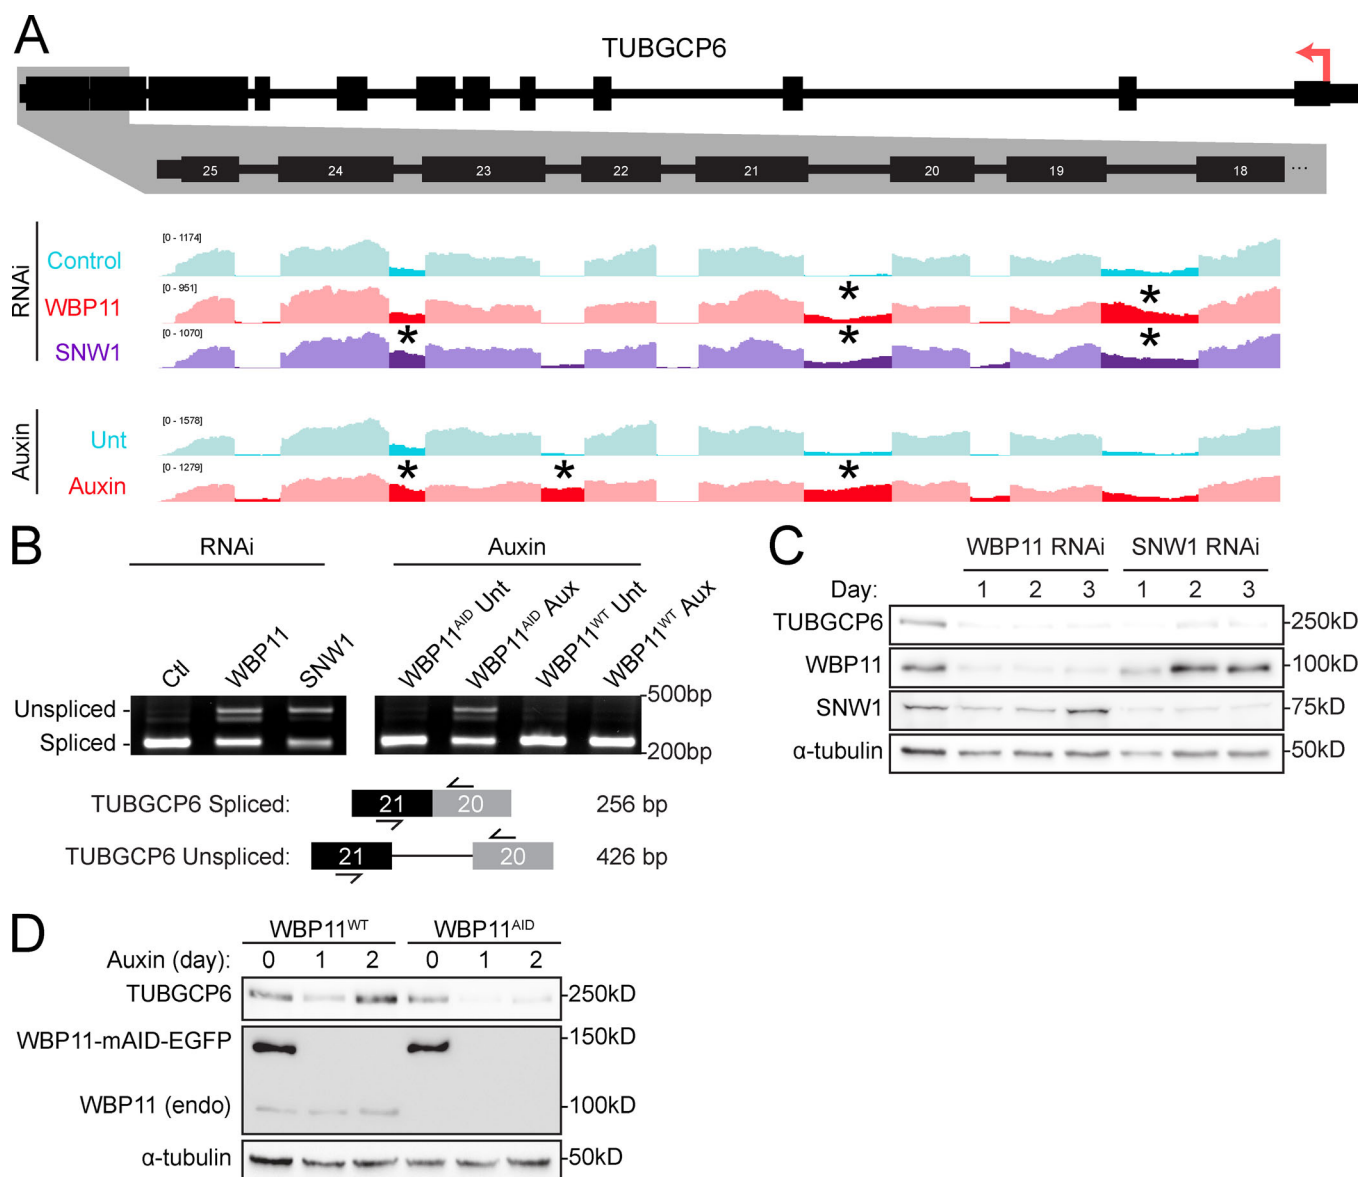 A
TUBGCP6
25 24 23 22 21 20 19 18 ...
RNAi
[0 - 1174]
Control
[0 - 951]
WBP11
* *
[0 - 1070]
SNW1
* * *
Auxin
[0 - 1578]
Unt
[0 - 1279]
Auxin
* * *
B
RNAi Auxin
Ctl WBP11 SNW1 WBP11AID Unt WBP11AID Aux WBP11WT Unt WBP11WT Aux
-500bp
Unspliced -
Spliced -
-200bp
TUBGCP6 Spliced: 21 20 256 bp
TUBGCP6 Unspliced: 21 20 426 bp
C
WBP11 RNAi SNW1 RNAi
Day: 1 2 3 1 2 3
TUBGCP6 -250kD
WBP11 -100kD
SNW1 -75kD
α-tubulin -50kD
D
WBP11WT WBP11AID
Auxin (day): 0 1 2 0 1 2
TUBGCP6 -250kD
WBP11-mAID-EGFP -150kD
WBP11 (endo) -100kD
α-tubulin -50kD